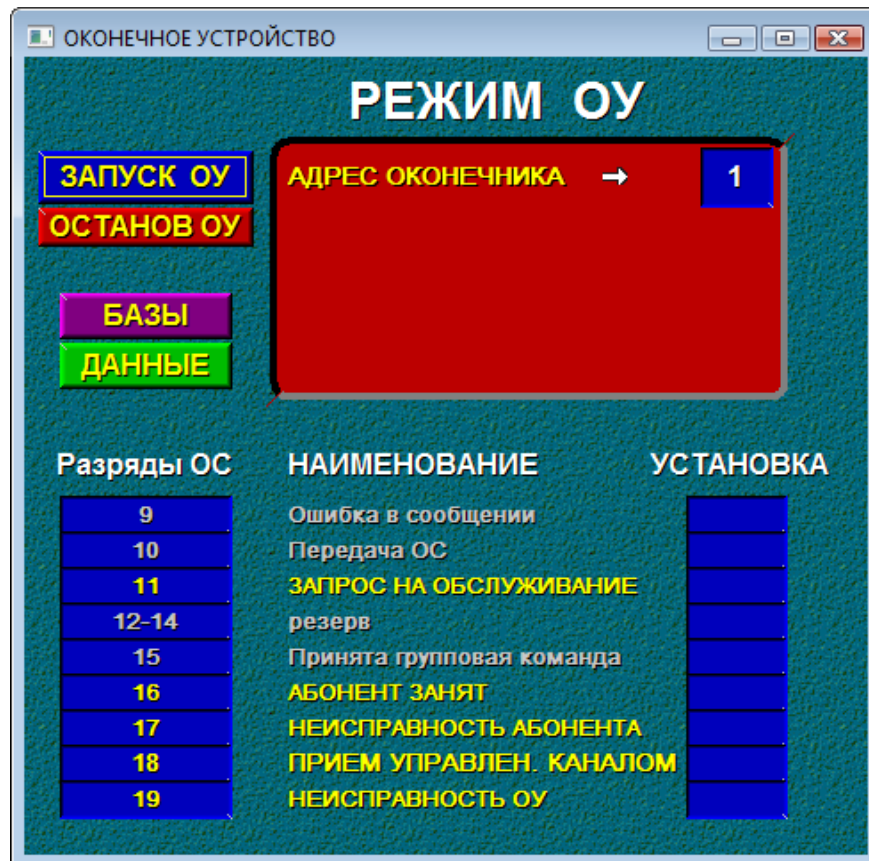 ОКОНЕЧНОЕ УСТРОЙСТВО
РЕЖИМ ОУ
ЗАПУСК ОУ
ОСТАНОВ ОУ
БАЗЫ
ДАННЫЕ
АДРЕС ОКОНЕЧНИКА → 1
Разряды ОС НАИМЕНОВАНИЕ УСТАНОВКА
9 Ошибка в сообщении
10 Передача ОС
11 ЗАПРОС НА ОБСЛУЖИВАНИЕ
12-14 резерв
15 Принята групповая команда
16 АБОНЕНТ ЗАНЯТ
17 НЕИСПРАВНОСТЬ АБОНЕНТА
18 ПРИЕМ УПРАВЛЕН. КАНАЛОМ
19 НЕИСПРАВНОСТЬ ОУ